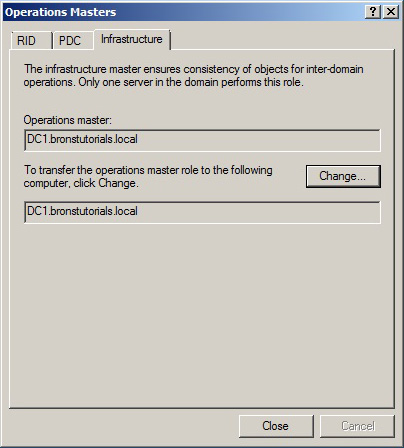 Operations Masters
RID PDC Infrastructure
The infrastructure master ensures consistency of objects for inter-domain
operations. Only one server in the domain performs this role.
Operations master:
DC1.bronstutorials.local
To transfer the operations master role to the following
computer, click Change.
Change...
DC1.bronstutorials.local
Close Cancel